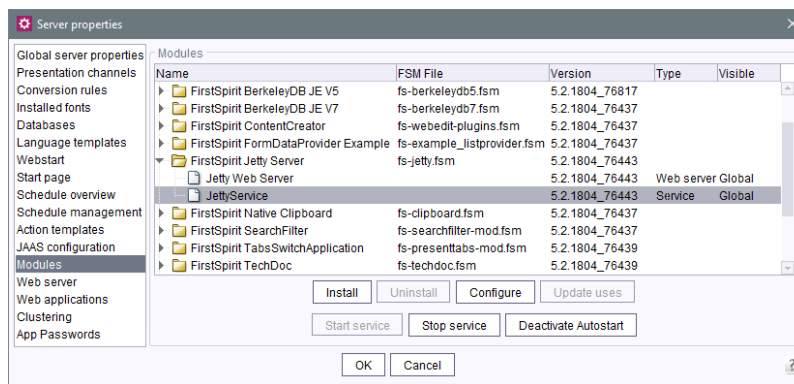 Server properties
Global server properties
Presentation channels
Conversion rules
Installed fonts
Databases
Language templates
Webstart
Start page
Schedule overview
Schedule management
Action templates
JAAS configuration
Modules
Web server
Web applications
Clustering
App Passwords
Modules
Name FSM File Version Type Visible
FirstSpirit BerkeleyDB JE V5 fs-berkeleydb5.fsm 5.2.1804_76817
FirstSpirit BerkeleyDB JE V7 fs-berkeleydb7.fsm 5.2.1804_76437
FirstSpirit ContentCreator fs-webedit-plugins.fsm 5.2.1804_76437
FirstSpirit FormDataProvider Example fs-example_listprovider.fsm 5.2.1804_76437
FirstSpirit Jetty Server fs-jetty.fsm 5.2.1804_76443
Jetty Web Server 5.2.1804_76443 Web server Global
JettyService 5.2.1804_76443 Service Global
FirstSpirit Native Clipboard fs-clipboard.fsm 5.2.1804_76437
FirstSpirit SearchFilter fs-searchfilter-mod.fsm 5.2.1804_76437
FirstSpirit TabsSwitchApplication fs-presenttabs-mod.fsm 5.2.1804_76439
FirstSpirit TechDoc fs-techdoc.fsm 5.2.1804_76439
Install Uninstall Configure Update uses
Start service Stop service Deactivate Autostart
OK Cancel